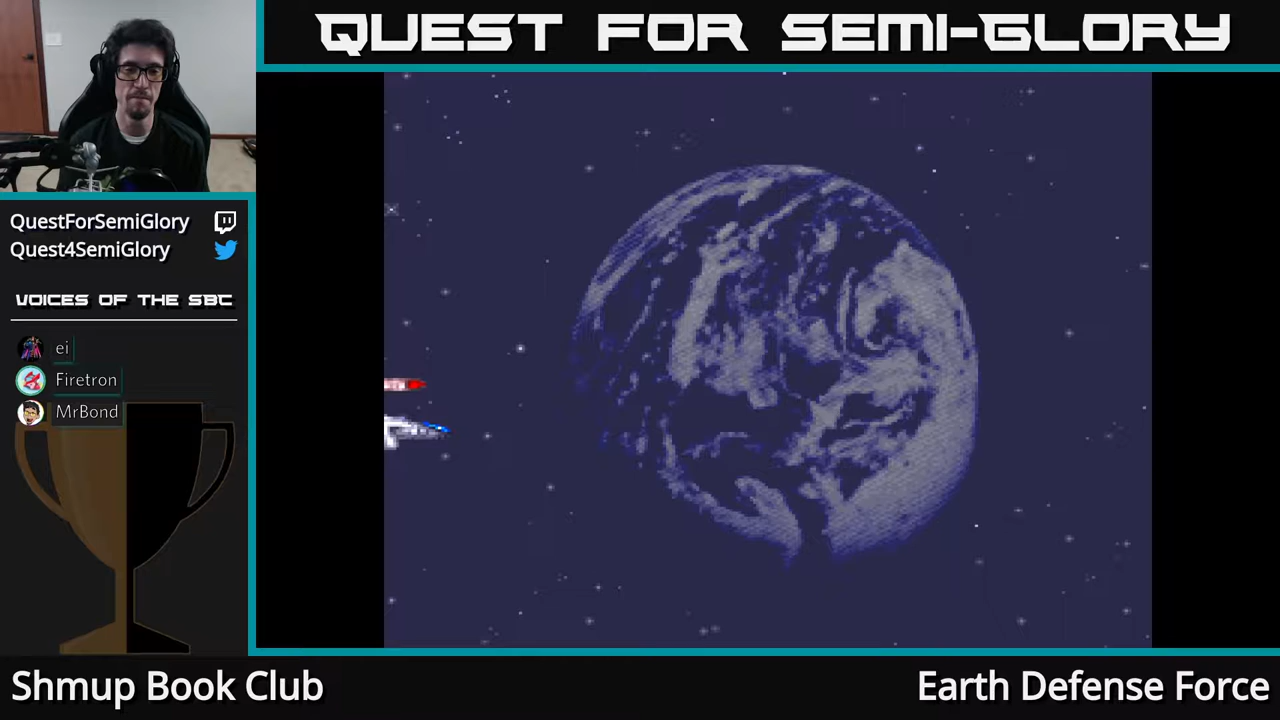 QUEST FOR SEMI-GLORY
QuestForSemiGlory
Quest4SemiGlory
VOICES OF THE SBC
ei
Firetron
MrBond
Shmup Book Club
Earth Defense Force